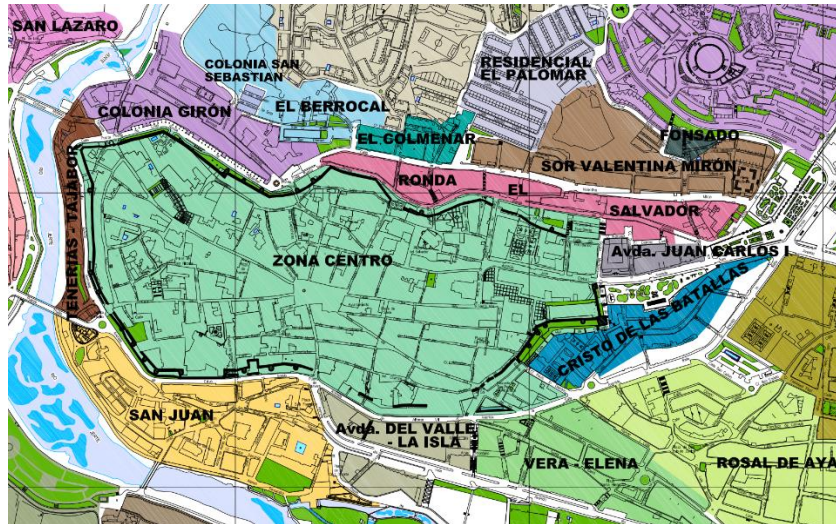 SAN LÁZARO
COLONIA SAN
SEBASTIAN
RESIDENCIAL
EL PALOMAR
COLONIA GIRÓN
EL BERROCAL
EL COLMENAR
FONSADO
SOR VALENTINA MIRÓN
RONDA EL
SALVADOR
TENERIAS - TAJABOR
ZONA CENTRO
Avda. JUAN CARLOS I
CRISTO DE LAS BATALLAS
SAN JUAN
Avda. DEL VALLE
- LA ISLA
VERA - ELENA
ROSAL DE AYA